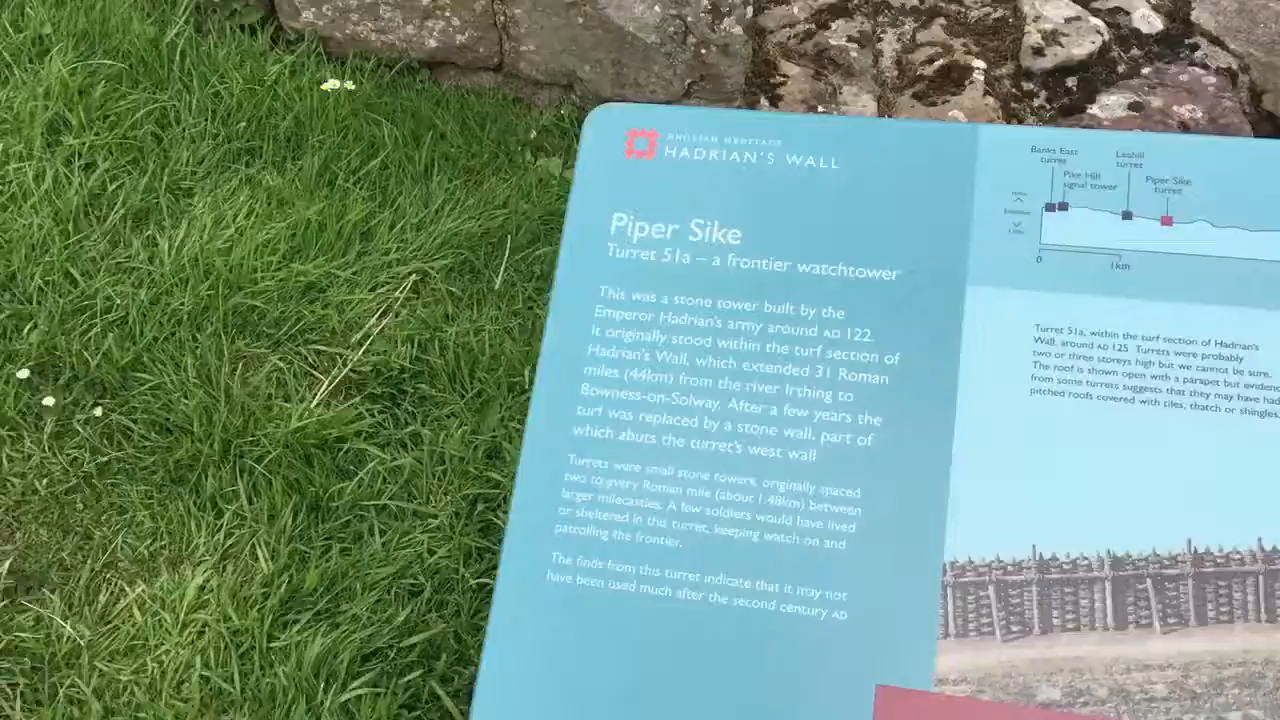 ENGLISH HERITAGE
HADRIAN'S WALL
Piper Sike
Turret 51a – a frontier watchtower
This was a stone tower built by the
Emperor Hadrian's army around AD 122.
It originally stood within the turf section of
Hadrian's Wall, which extended 31 Roman
miles (44km) from the river Irthing to
Bowness-on-Solway. After a few years the
turf was replaced by a stone wall, part of
which abuts the turret's west wall
Turrets were small stone towers, originally spaced
two to every Roman mile (about 1.48km) between
larger milecastles. A few soldiers would have lived
or sheltered in this turret, keeping watch on and
patrolling the frontier.
The finds from this turret indicate that it may not
have been used much after the second century AD
Banks East
turret
Pike Hill
signal tower
Leahill
turret
Piper Sike
turret
0
1km
Turret 51a, within the turf section of Hadrian's
Wall, around AD 125. Turrets were probably
two or three storeys high but we cannot be sure.
The roof is shown open with a parapet but
from some turrets suggests that they may have had
pitched roofs covered with tiles, thatch or shingles